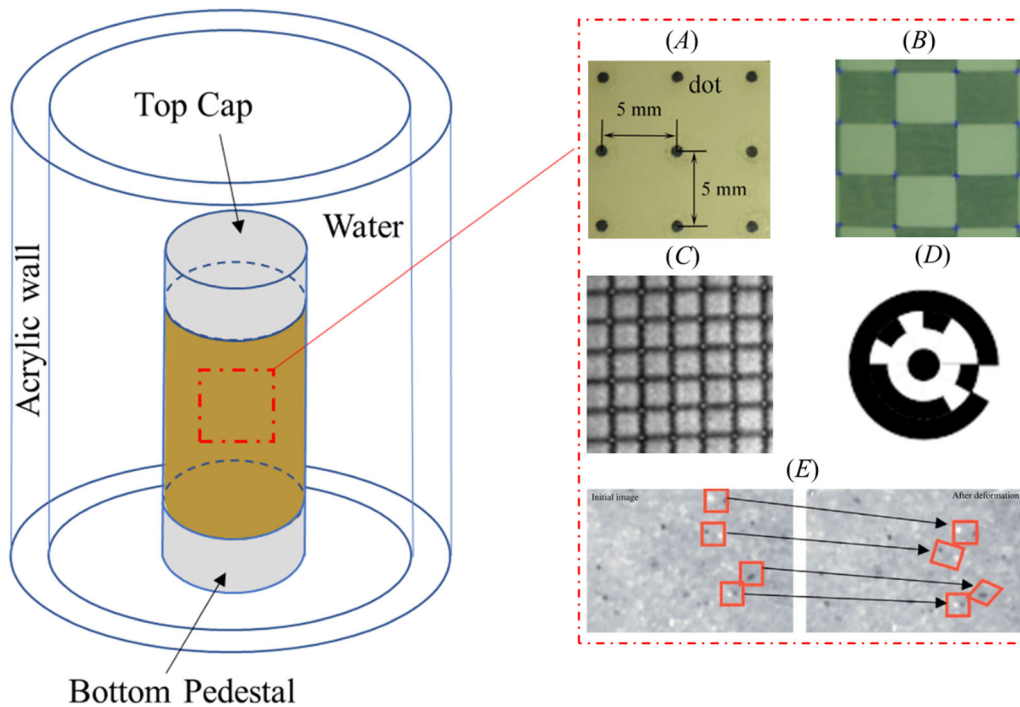 Top Cap
Water
Acrylic wall
Bottom Pedestal
(A)
dot
5 mm
5 mm
(B)
(C)
(D)
(E)
Initial image
After deformation